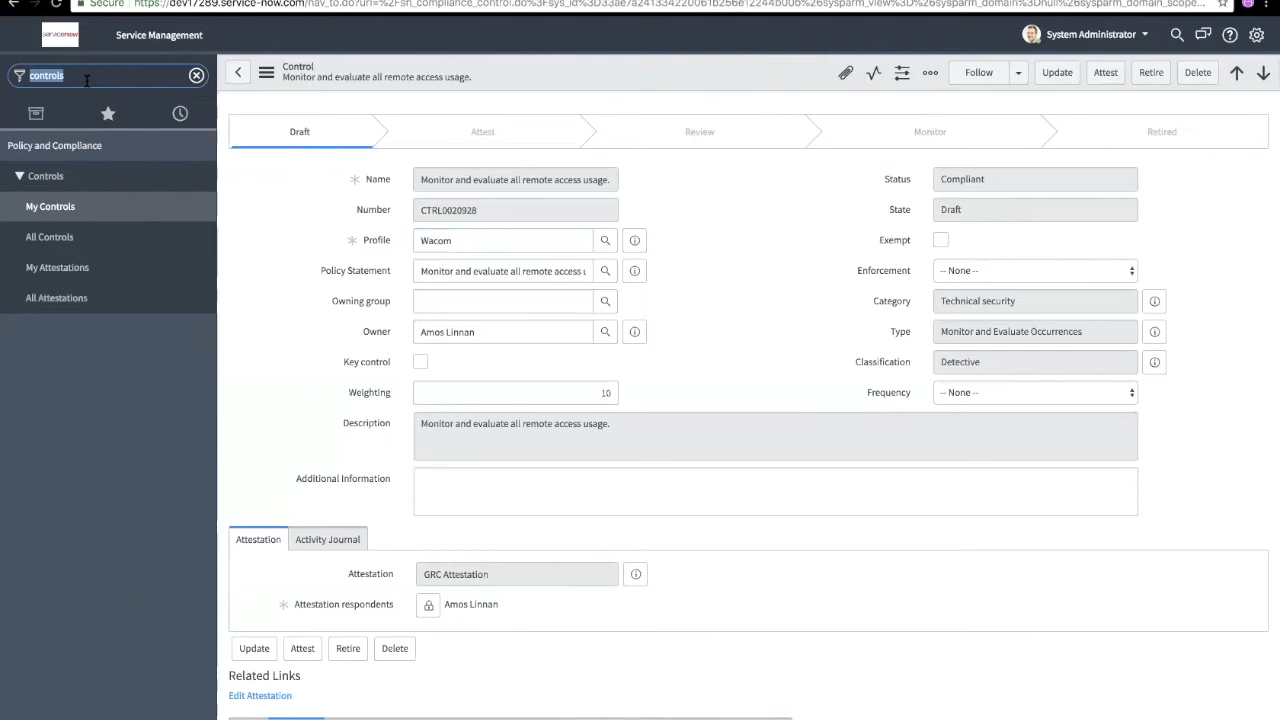 Secure
https://dev17289.service-now.com/nav_to.do?uri=%2Fsn_compliance_control.do%3Fsys_id%3D33ae7a24133422006
servicenow
Service Management
System Administrator
controls
Control
Monitor and evaluate all remote access usage.
Follow
Update
Attest
Retire
Delete
Policy and Compliance
Controls
My Controls
All Controls
My Attestations
All Attestations
Draft
Attest
Review
Monitor
Retired
Name
Monitor and evaluate all remote access usage.
Status
Compliant
Number
CTRL0020928
State
Draft
Profile
Wacom
Exempt
Policy Statement
Monitor and evaluate all remote access u
Enforcement
-- None --
Owning group
Category
Technical security
Owner
Amos Linnan
Type
Monitor and Evaluate Occurrences
Key control
Classification
Detective
Weighting
10
Frequency
-- None --
Description
Monitor and evaluate all remote access usage.
Additional Information
Attestation
Activity Journal
Attestation
GRC Attestation
Attestation respondents
Amos Linnan
Update
Attest
Retire
Delete
Related Links
Edit Attestation